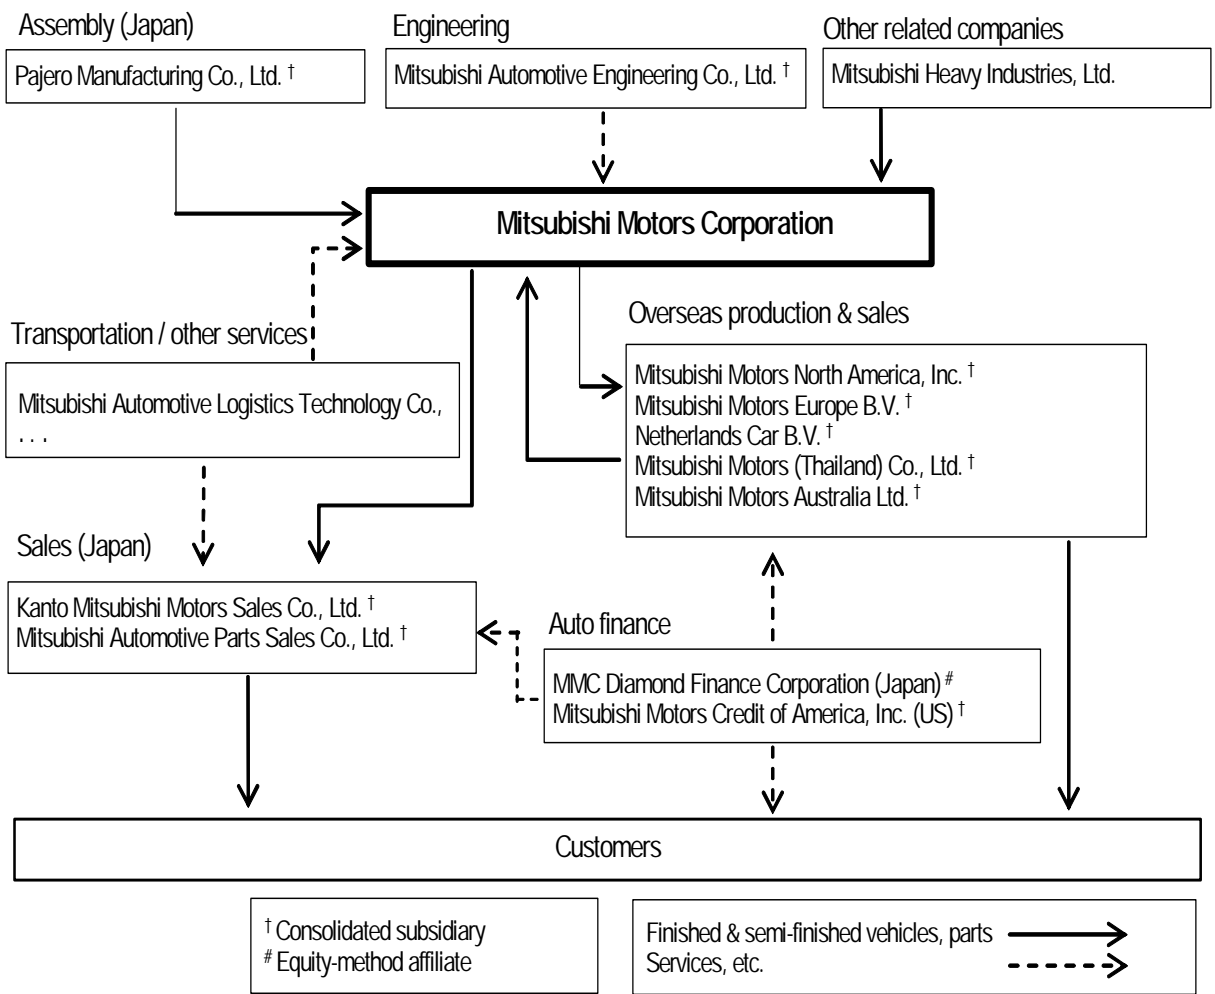 Assembly (Japan)
Pajero Manufacturing Co., Ltd. †
Engineering
Mitsubishi Automotive Engineering Co., Ltd. †
Other related companies
Mitsubishi Heavy Industries, Ltd.
Mitsubishi Motors Corporation
Transportation / other services
Mitsubishi Automotive Logistics Technology Co.,
. . .
Overseas production & sales
Mitsubishi Motors North America, Inc. †
Mitsubishi Motors Europe B.V. †
Netherlands Car B.V. †
Mitsubishi Motors (Thailand) Co., Ltd. †
Mitsubishi Motors Australia Ltd. †
Sales (Japan)
Kanto Mitsubishi Motors Sales Co., Ltd. †
Mitsubishi Automotive Parts Sales Co., Ltd. †
Auto finance
MMC Diamond Finance Corporation (Japan) #
Mitsubishi Motors Credit of America, Inc. (US) †
Customers
† Consolidated subsidiary
# Equity-method affiliate
Finished & semi-finished vehicles, parts
Services, etc.